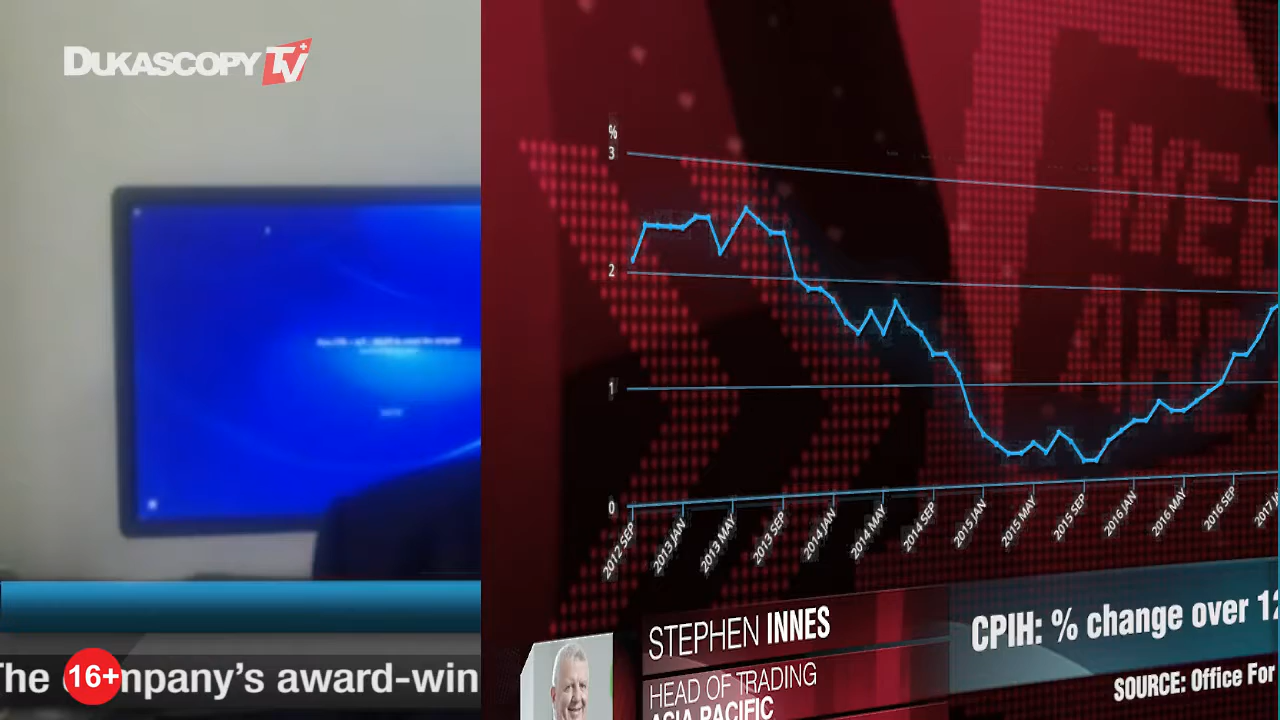 DUKASCOPY TV
%
3
2
1
0
2012 SEP
2013 JAN
2013 MAY
2013 SEP
2014 JAN
2014 MAY
2014 SEP
2015 JAN
2015 MAY
2015 SEP
2016 JAN
2016 MAY
2016 SEP
2017
STEPHEN INNES
HEAD OF TRADING
ASIA PACIFIC
CPIH: % change over 12
SOURCE: Office For
The 16+ mpany's award-win